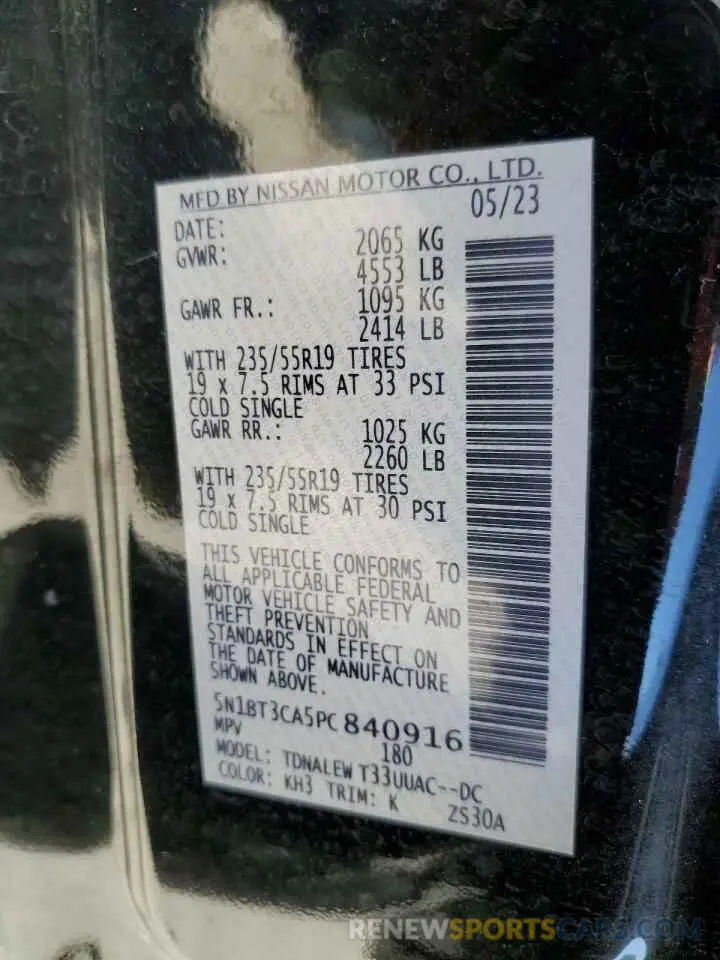 MFD BY NISSAN MOTOR CO., LTD.
DATE: 05/23
GVWR: 2065 KG
4553 LB
GAWR FR.: 1095 KG
2414 LB
WITH 235/55R19 TIRES
19 x 7.5 RIMS AT 33 PSI
COLD SINGLE
GAWR RR.: 1025 KG
2260 LB
WITH 235/55R19 TIRES
19 x 7.5 RIMS AT 30 PSI
COLD SINGLE
THIS VEHICLE CONFORMS TO
ALL APPLICABLE FEDERAL
MOTOR VEHICLE SAFETY AND
THEFT PREVENTION
STANDARDS IN EFFECT ON
THE DATE OF MANUFACTURE
SHOWN ABOVE.
5N1BT3CA5PC840916
MPV 180
MODEL: TDNALEW T33UUAC--DC
COLOR: KH3 TRIM: K ZS30A
RENEWSPORTSCARS.COM